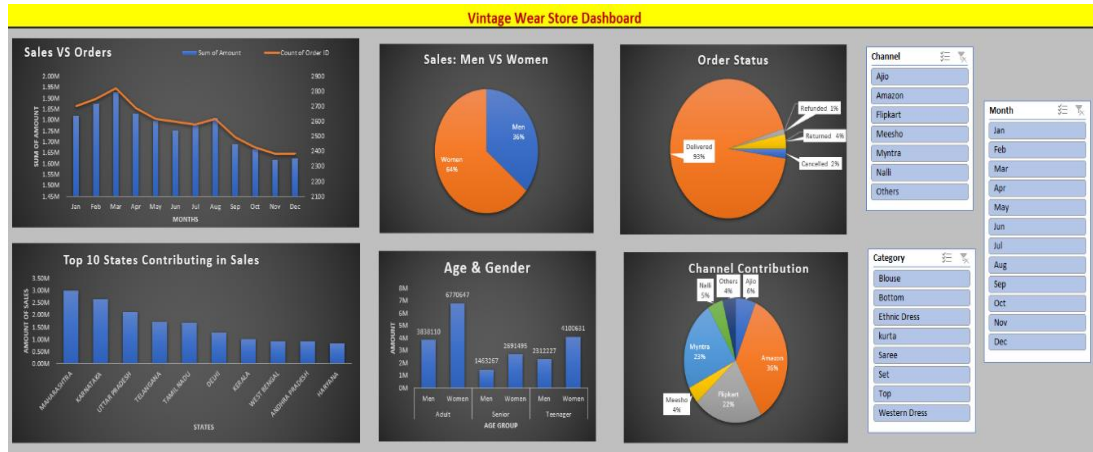 Vintage Wear Store Dashboard
Sales VS Orders
Sum of Amount
Count of Order ID
2.00M
1.95M
1.90M
1.85M
1.80M
1.75M
1.70M
1.65M
1.60M
1.55M
1.50M
1.45M
2900
2800
2700
2600
2500
2400
2300
2200
2100
SUM OF AMOUNT
Jan Feb Mar Apr May Jun Jul Aug Sep Oct Nov Dec
MONTHS
Sales: Men VS Women
Men
36%
Women
64%
Order Status
Refunded 1%
Returned 4%
Cancelled 2%
Delivered
93%
Channel
Ajio
Amazon
Flipkart
Meesho
Myntra
Nalli
Others
Month
Jan
Feb
Mar
Apr
May
Jun
Jul
Aug
Sep
Oct
Nov
Dec
Top 10 States Contributing in Sales
3.50M
3.00M
2.50M
2.00M
1.50M
1.00M
0.50M
0.00M
AMOUNT OF SALES
MAHARASHTRA
KARNATAKA
UTTAR PRADESH
TELANGANA
TAMIL NADU
DELHI
KERALA
WEST BENGAL
ANDHRA PRADESH
HARYANA
STATES
Age & Gender
8M
7M
6M
5M
4M
3M
2M
1M
0M
AMOUNT
6770647
1463267
2691495
2312227
4100631
Men Women Men Women Men Women
Adult Senior Teenager
AGE GROUP
Channel Contribution
Others
4%
Ajio
6%
5%
Myntra
23%
Amazon
36%
Meesho
4%
Flipkart
22%
Category
Blouse
Bottom
Ethnic Dress
kurta
Saree
Set
Top
Western Dress